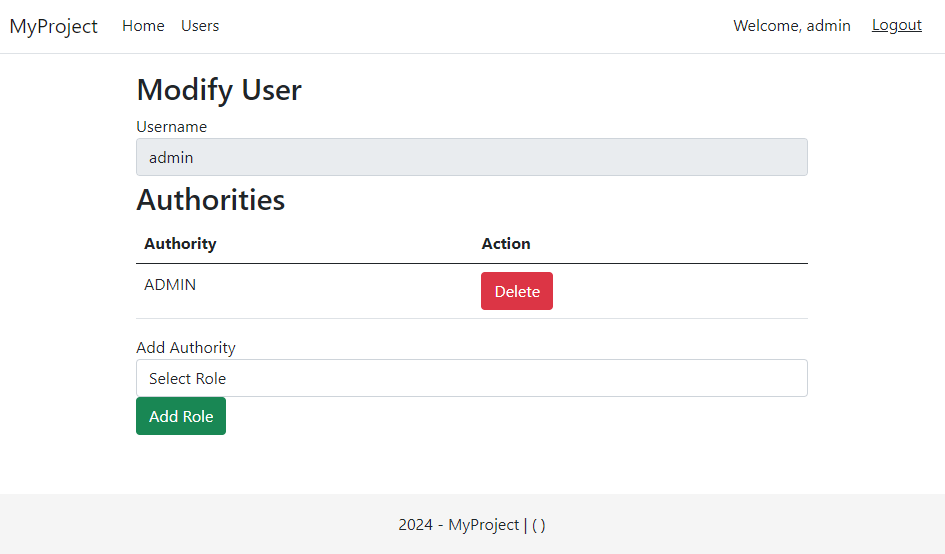 MyProject Home Users Welcome, admin Logout
Modify User
Username
admin
Authorities
Authority Action
ADMIN Delete
Add Authority
Select Role
Add Role
2024 - MyProject | ( )